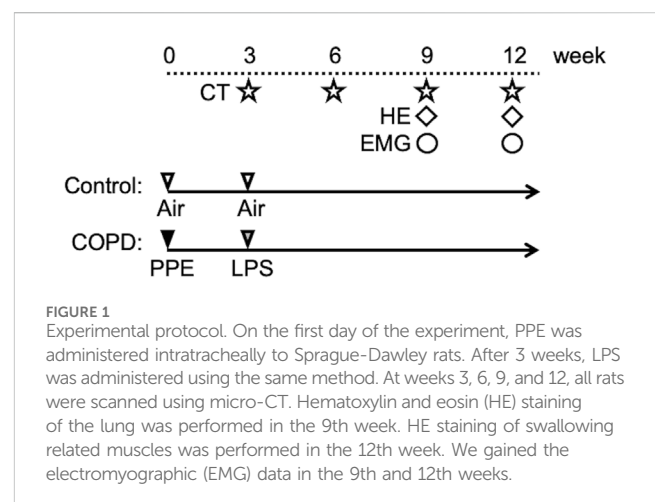 0 3 6 9 12 week
CT
HE
EMG
Control:
Air Air
COPD:
PPE LPS
FIGURE 1
Experimental protocol. On the first day of the experiment, PPE was
administered intratracheally to Sprague-Dawley rats. After 3 weeks, LPS
was administered using the same method. At weeks 3, 6, 9, and 12, all rats
were scanned using micro-CT. Hematoxylin and eosin (HE) staining
of the lung was performed in the 9th week. HE staining of swallowing
related muscles was performed in the 12th week. We gained the
electromyographic (EMG) data in the 9th and 12th weeks.